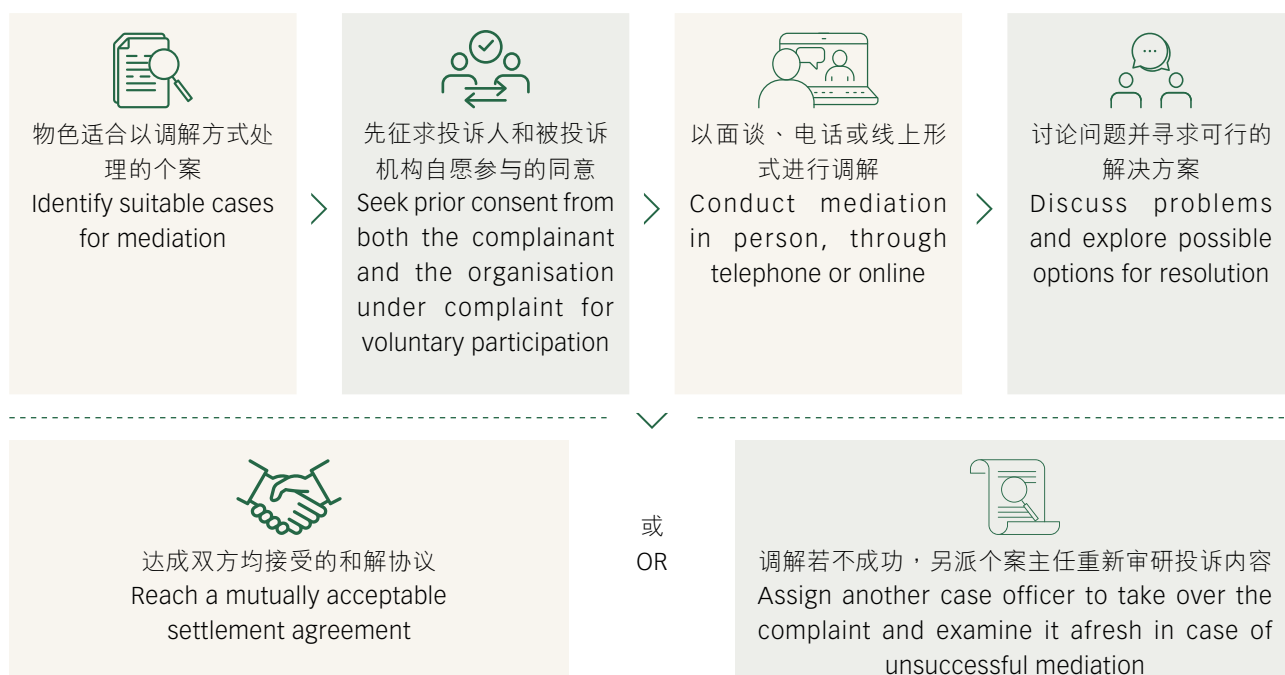 物色适合以调解方式处
理的个案
Identify suitable cases
for mediation
先征求投诉人和被投诉
机构自愿参与的同意
Seek prior consent from
both the complainant
and the organisation
under complaint for
voluntary participation
以面谈、电话或线上形
式进行调解
Conduct mediation
in person, through
telephone or online
讨论问题并寻求可行的
解决方案
Discuss problems
and explore possible
options for resolution
达成双方均接受的和解协议
Reach a mutually acceptable
settlement agreement
或
OR
调解若不成功，另派个案主任重新审研投诉内容
Assign another case officer to take over the
complaint and examine it afresh in case of
unsuccessful mediation